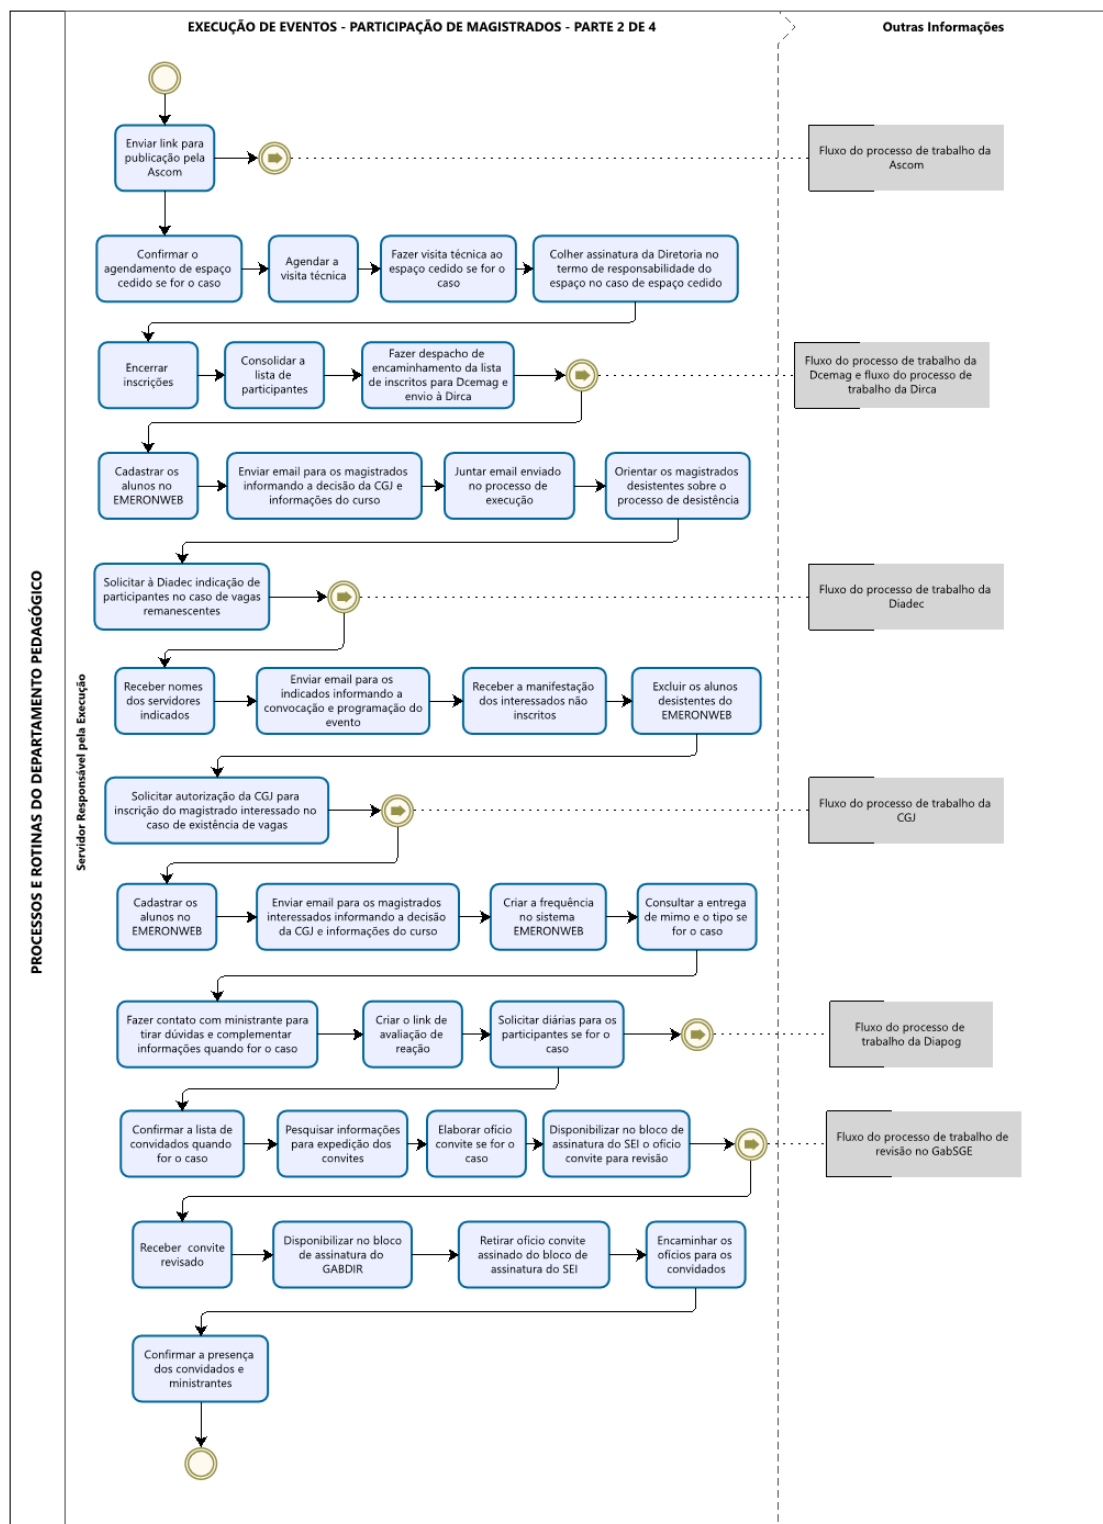 EXECUÇÃO DE EVENTOS - PARTICIPAÇÃO DE MAGISTRADOS - PARTE 2 DE 4
Outras Informações
PROCESSOS E ROTINAS DO DEPARTAMENTO PEDAGÓGICO
Servidor Responsável pela Execução
Enviar link para
publicação pela
Ascom
Fluxo do processo de trabalho da
Ascom
Confirmar o
agendamento de espaço
cedido se for o caso
Agendar a
visita técnica
Fazer visita técnica ao
espaço cedido se for o
caso
Colher assinatura da Diretoria no
termo de responsabilidade do
espaço no caso de espaço cedido
Encerrar
inscrições
Consolidar a
lista de
participantes
Fazer despacho de
encaminhamento da lista
de inscritos para Dcemag e
envio à Dirca
Fluxo do processo de trabalho da
Dcemag e fluxo do processo de
trabalho da Dirca
Cadastrar os
alunos no
EMERONWEB
Enviar email para os magistrados
informando a decisão da CGJ e
informações do curso
Juntar email enviado
no processo de
execução
Orientar os magistrados
desistentes sobre o
processo de desistência
Solicitar à Diadec indicação de
participantes no caso de vagas
remanescentes
Fluxo do processo de trabalho da
Diadec
Receber nomes
dos servidores
indicados
Enviar email para os
indicados informando a
convocação e programação do
evento
Receber a manifestação
dos interessados não
inscritos
Excluir os alunos
desistentes do
EMERONWEB
Solicitar autorização da CGJ para
inscrição do magistrado interessado no
caso de existência de vagas
Fluxo do processo de trabalho da
CGJ
Cadastrar os
alunos no
EMERONWEB
Enviar email para os magistrados
interessados informando a decisão
da CGJ e informações do curso
Criar a frequência
no sistema
EMERONWEB
Consultar a entrega
de mimo e o tipo se
for o caso
Fazer contato com ministrante para
tirar dúvidas e complementar
informações quando for o caso
Criar o link de
avaliação de
reação
Solicitar diárias para os
participantes se for o
caso
Fluxo do processo de
trabalho da Diapog
Confirmar a lista de
convidados quando
for o caso
Pesquisar informações
para expedição dos
convites
Elaborar ofício
convite se for o
caso
Disponibilizar no bloco de
assinatura do SEI o ofício
convite para revisão
Fluxo do processo de trabalho de
revisão no GabSGE
Receber convite
revisado
Disponibilizar no bloco
de assinatura do
GABDIR
Retirar ofício convite
assinado do bloco de
assinatura do SEI
Encaminhar os
ofícios para os
convidados
Confirmar a presença
dos convidados e
ministrantes